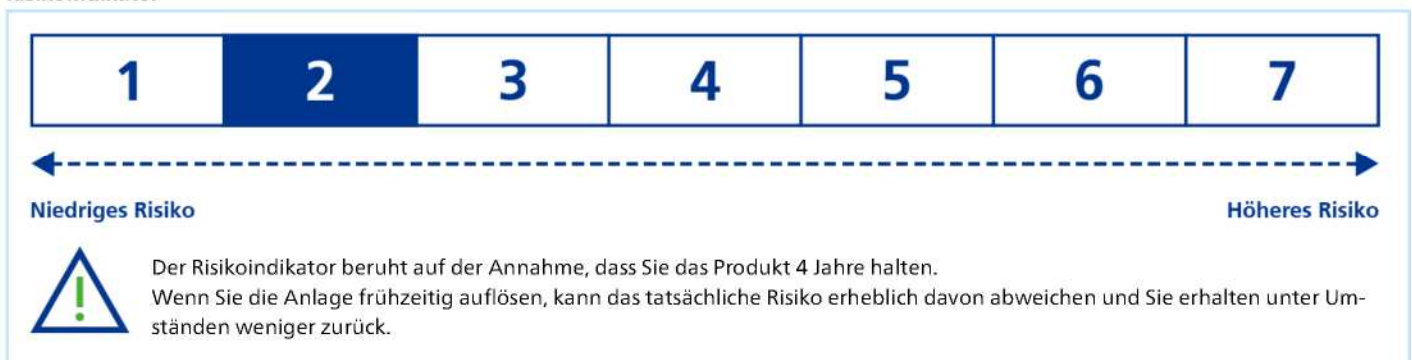 1 2 3 4 5 6 7
Niedriges Risiko Höheres Risiko
Der Risikoindikator beruht auf der Annahme, dass Sie das Produkt 4 Jahre halten.
Wenn Sie die Anlage frühzeitig auflösen, kann das tatsächliche Risiko erheblich davon abweichen und Sie erhalten unter Um-
ständen weniger zurück.